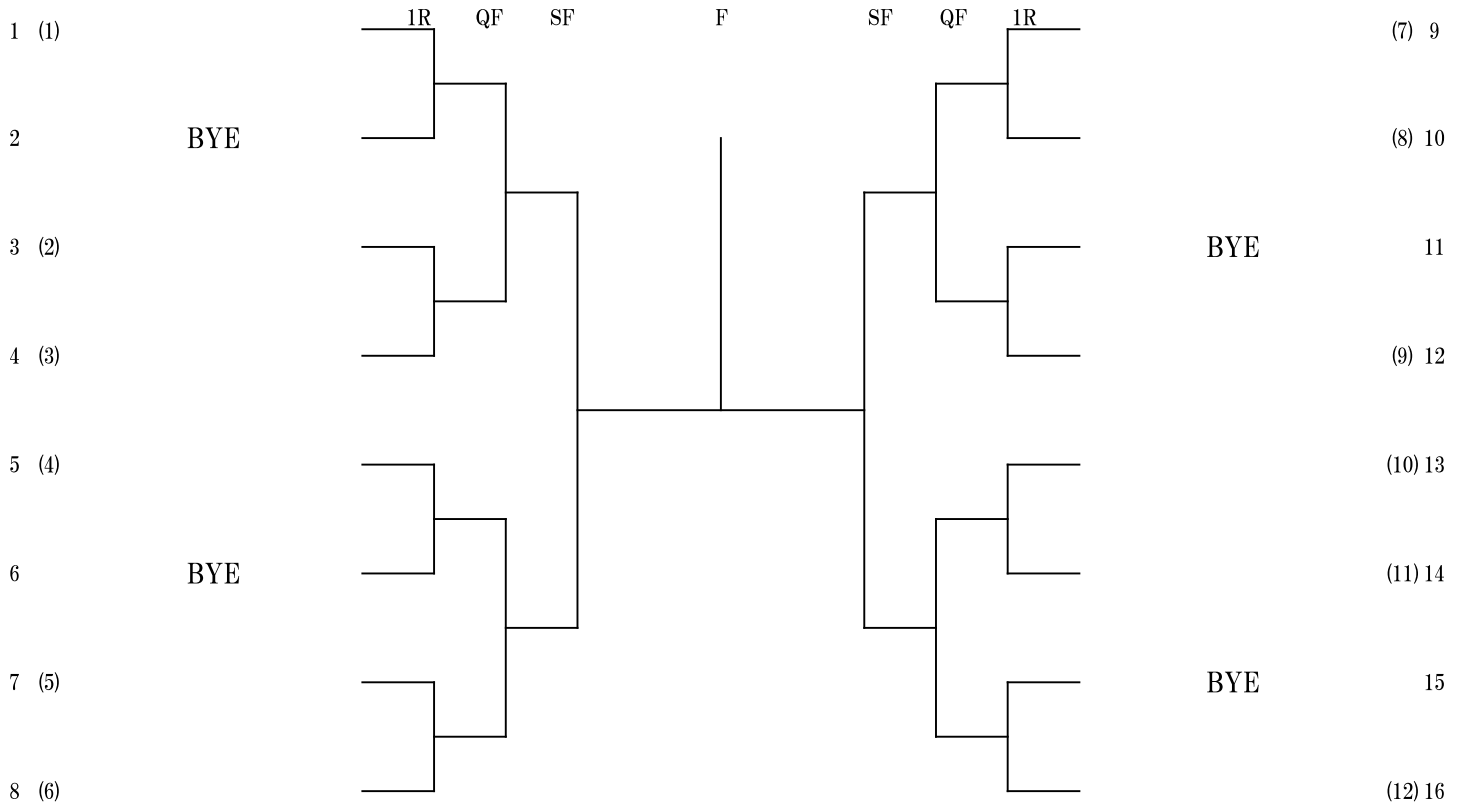 1R QF SF F SF QF 1R
1 (1) (7) 9
2 BYE (8) 10
3 (2) BYE 11
4 (3) (9) 12
5 (4) (10) 13
6 BYE (11) 14
7 (5) BYE 15
8 (6) (12) 16